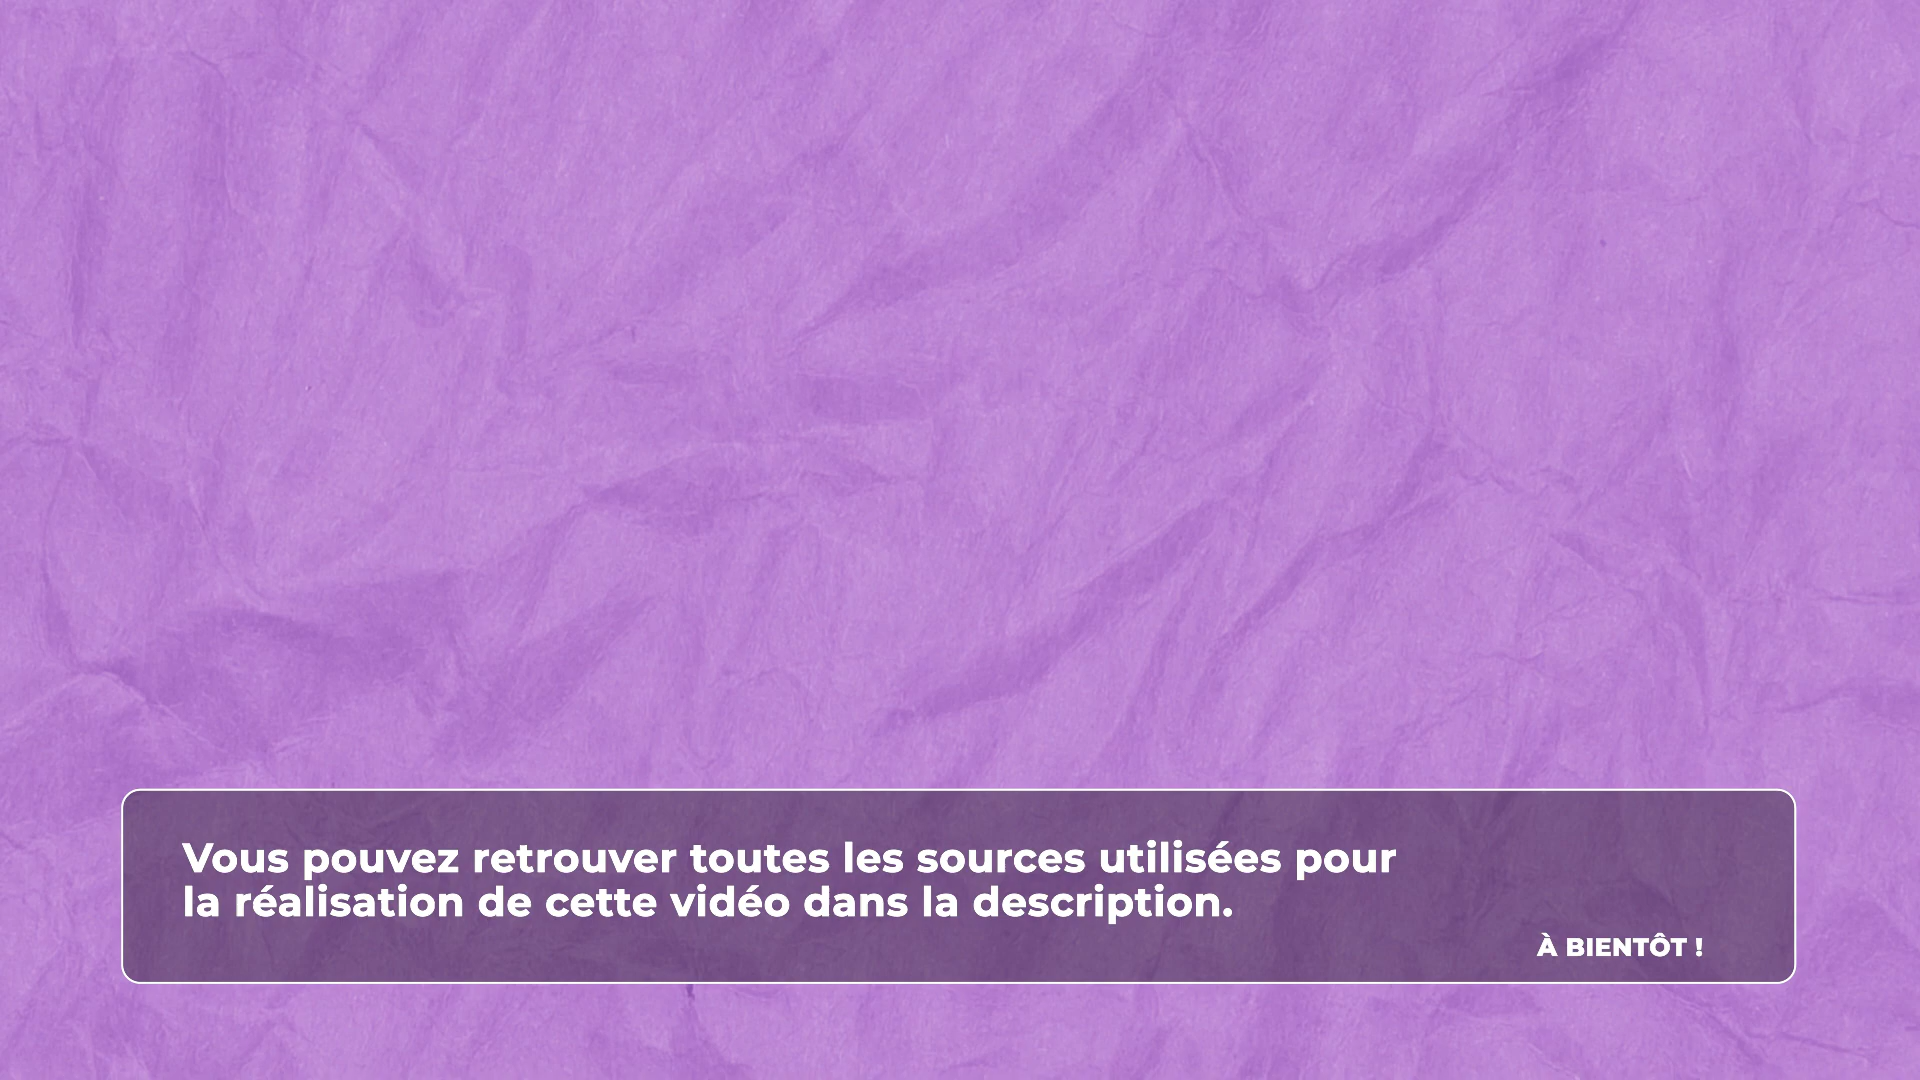 Vous pouvez retrouver toutes les sources utilisées pour
la réalisation de cette vidéo dans la description.
À BIENTÔT !